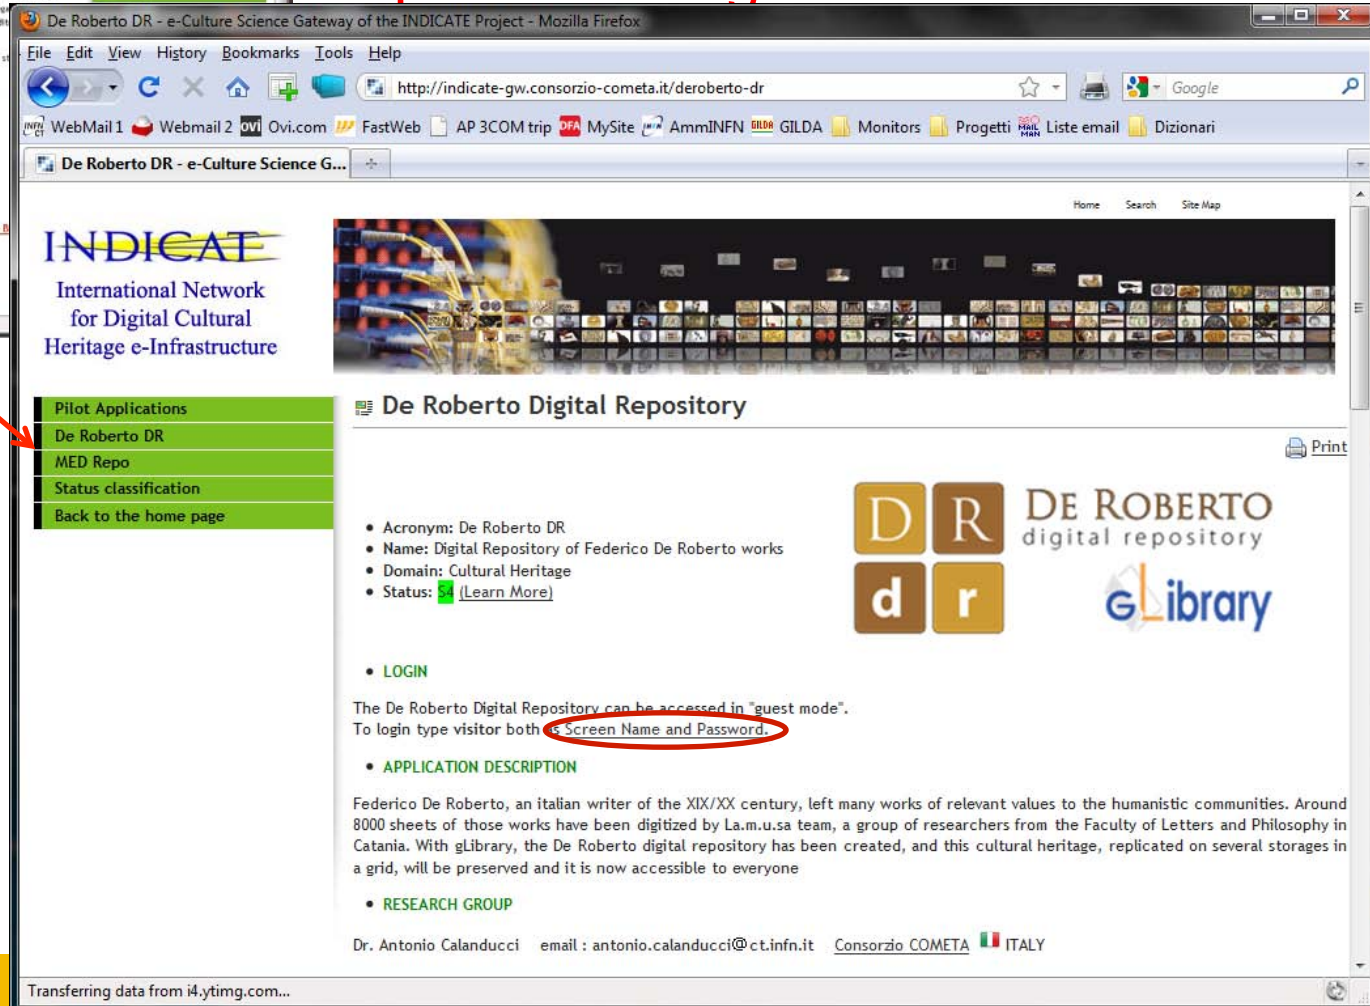 De Roberto DR - e-Culture Science Gateway of the INDICATE Project - Mozilla Firefox
File Edit View History Bookmarks Tools Help
http://indicate-gw.consorzio-cometa.it/deroberto-dr
Google
WebMail 1 Webmail 2 Ovi.com FastWeb AP 3COM trip MySite AmmINFN GILDA Monitors Progetti Liste email Dizionari
De Roberto DR - e-Culture Science G...
Home Search Site Map
INDICATE
International Network
for Digital Cultural
Heritage e-Infrastructure
Pilot Applications
De Roberto DR
MED Repo
Status classification
Back to the home page
De Roberto Digital Repository
Print
• Acronym: De Roberto DR
• Name: Digital Repository of Federico De Roberto works
• Domain: Cultural Heritage
• Status: S4 (Learn More)
D R
d r
DE ROBERTO
digital repository
gLibrary
• LOGIN
The De Roberto Digital Repository can be accessed in "guest mode".
To login type visitor both as Screen Name and Password.
• APPLICATION DESCRIPTION
Federico De Roberto, an italian writer of the XIX/XX century, left many works of relevant values to the humanistic communities. Around
8000 sheets of those works have been digitized by La.m.u.sa team, a group of researchers from the Faculty of Letters and Philosophy in
Catania. With gLibrary, the De Roberto digital repository has been created, and this cultural heritage, replicated on several storages in
a grid, will be preserved and it is now accessible to everyone
• RESEARCH GROUP
Dr. Antonio Calanducci email : antonio.calanducci@ct.infn.it Consorzio COMETA ITALY
Transferring data from i4.ytimg.com...